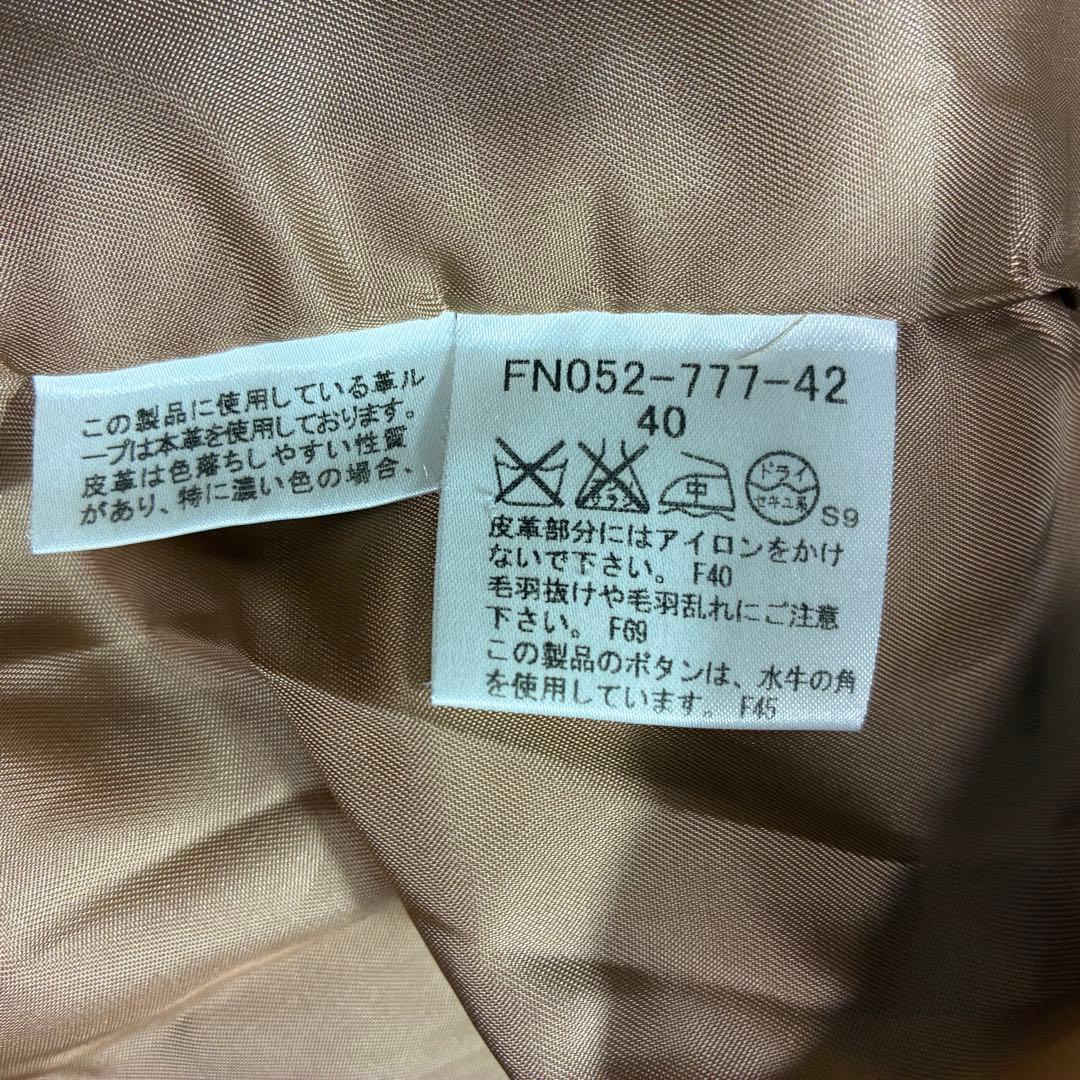 この製品に使用している革ル
ープは本革を使用しております。
皮革は色落ちしやすい性質
があり、特に濃い色の場合、
FN052-777-42
40
サラシ
中
ドライ
セキユ系
S9
皮革部分にはアイロンをかけ
ないで下さい。 F40
毛羽抜けや毛羽乱れにご注意
下さい。 F69
この製品のボタンは、水牛の角
を使用しています。 F45